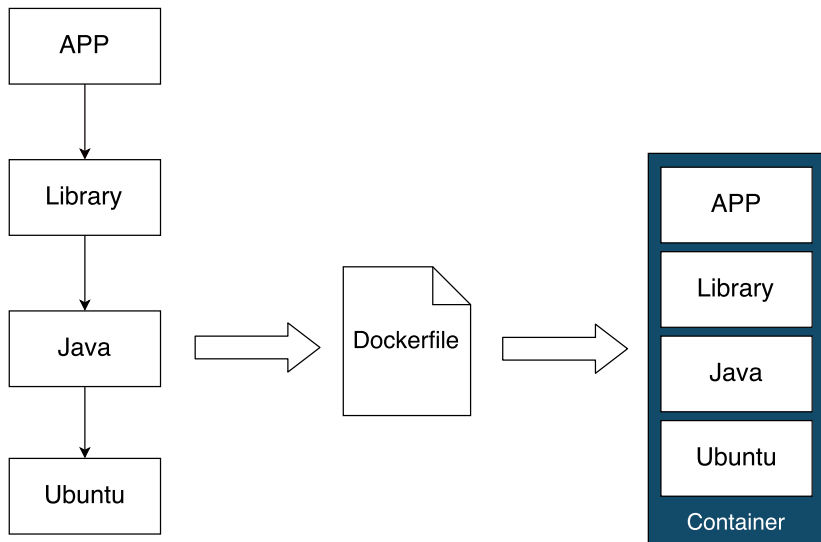 APP
Library
Java
Ubuntu
Dockerfile
APP
Library
Java
Ubuntu
Container